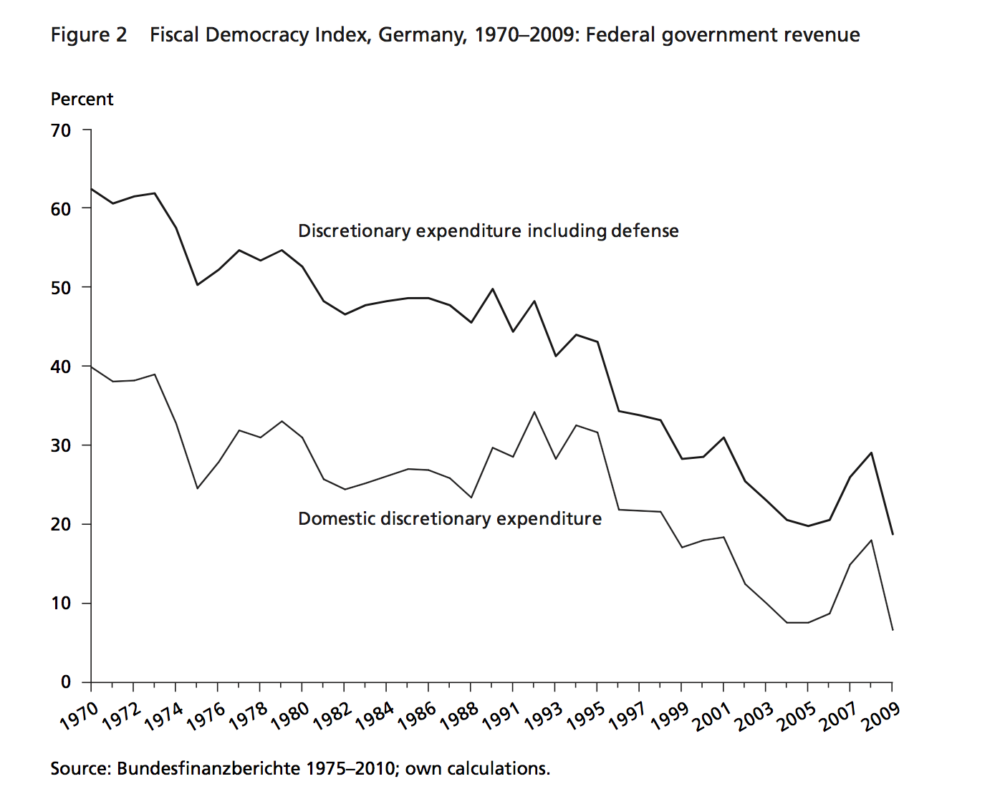 Figure 2 Fiscal Democracy Index, Germany, 1970–2009: Federal government revenue
Percent
70
60
Discretionary expenditure including defense
50
40
30
Domestic discretionary expenditure
20
10
0
1970 1972 1974 1976 1978 1980 1982 1984 1986 1988 1991 1993 1995 1997 1999 2001 2003 2005 2007 2009
Source: Bundesfinanzberichte 1975–2010; own calculations.